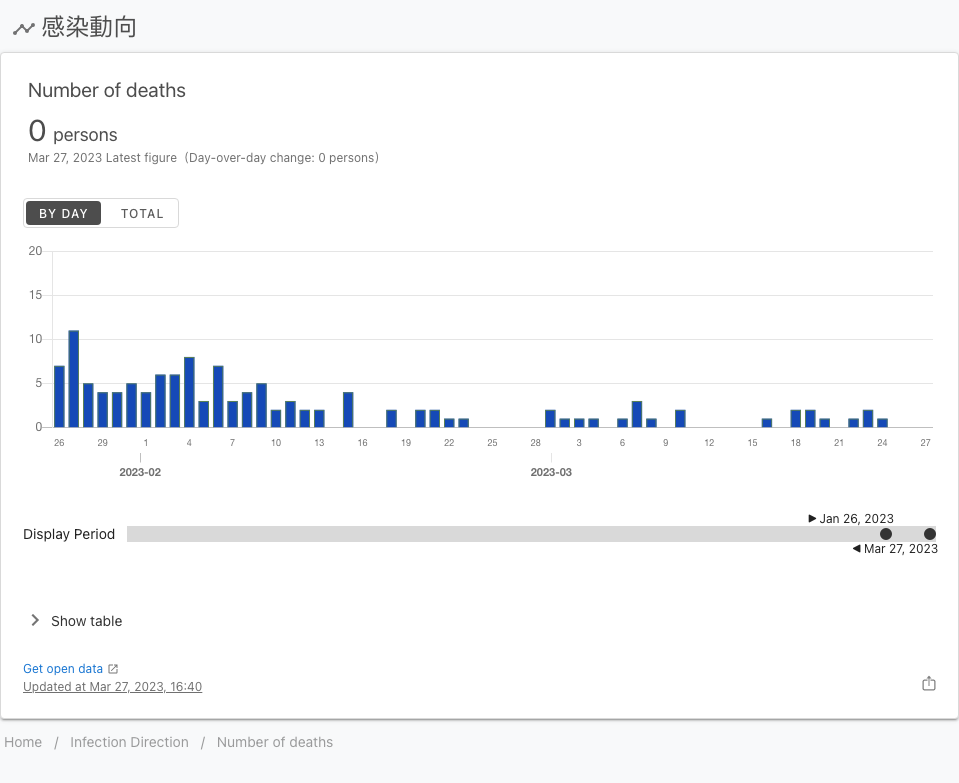 感染動向
Number of deaths
0 persons
Mar 27, 2023 Latest figure (Day-over-day change: 0 persons)
BY DAY TOTAL
20
15
10
5
0
26 29 1 4 7 10 13 16 19 22 25 28 3 6 9 12 15 18 21 24 27
2023-02 2023-03
Jan 26, 2023
Display Period
Mar 27, 2023
Show table
Get open data
Updated at Mar 27, 2023, 16:40
Home / Infection Direction / Number of deaths